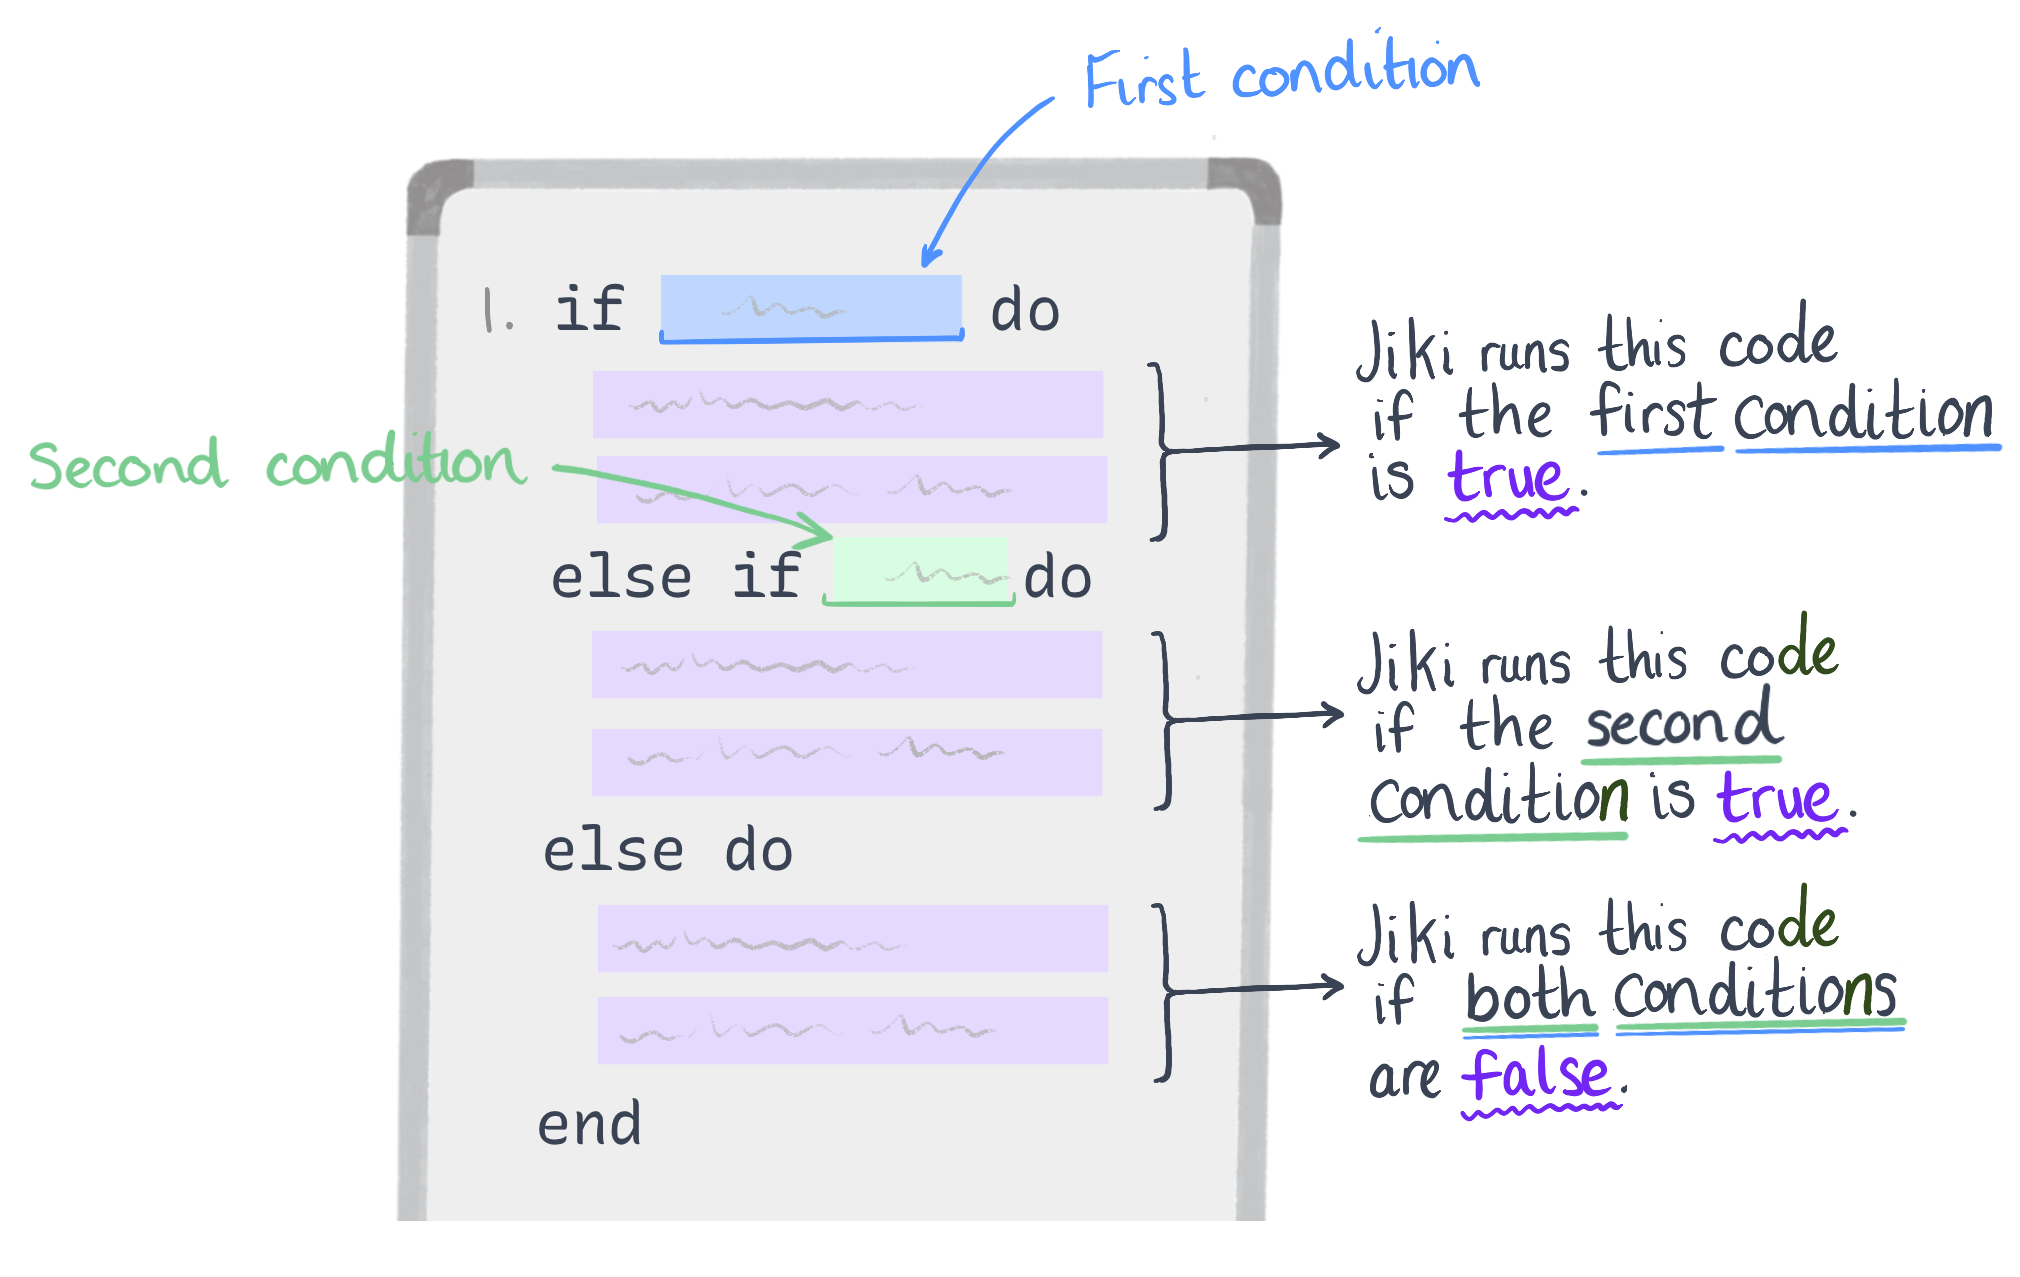 First condition
1. if do
Jiki runs this code
if the first condition
is true.
Second condition
else if do
Jiki runs this code
if the second
condition is true.
else do
Jiki runs this code
if both conditions
are false.
end